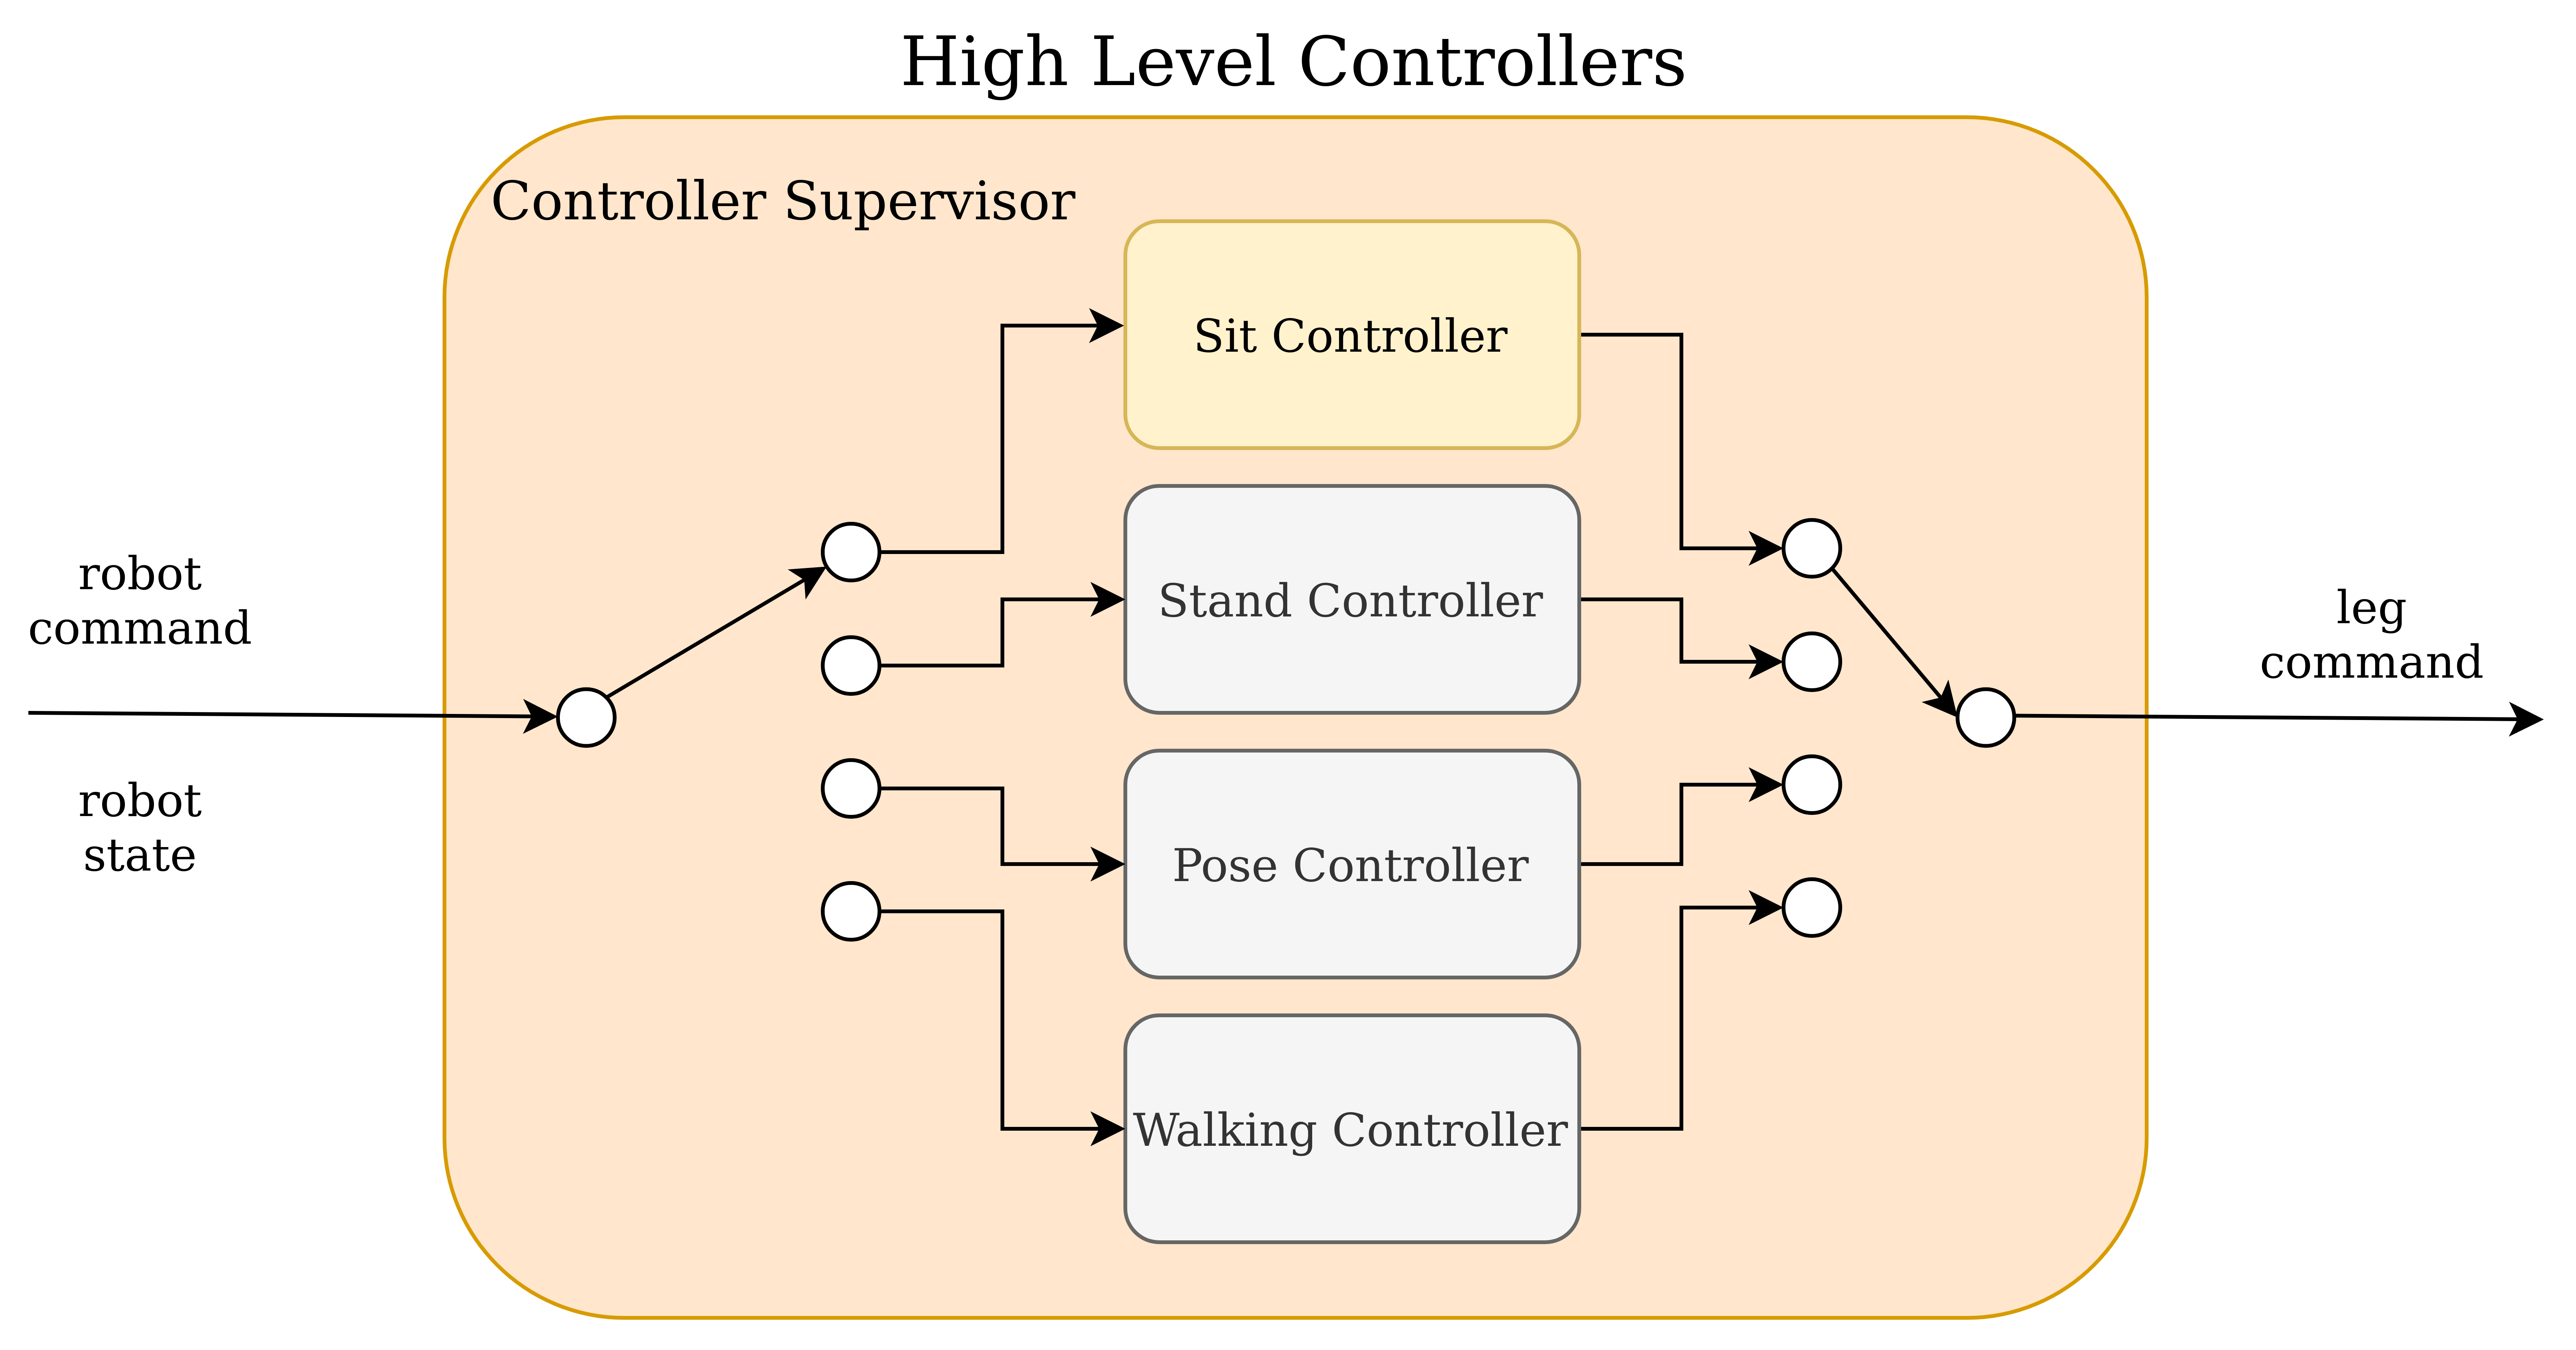 High Level Controllers
Controller Supervisor
Sit Controller
Stand Controller
Pose Controller
Walking Controller
robot
command
robot
state
leg
command